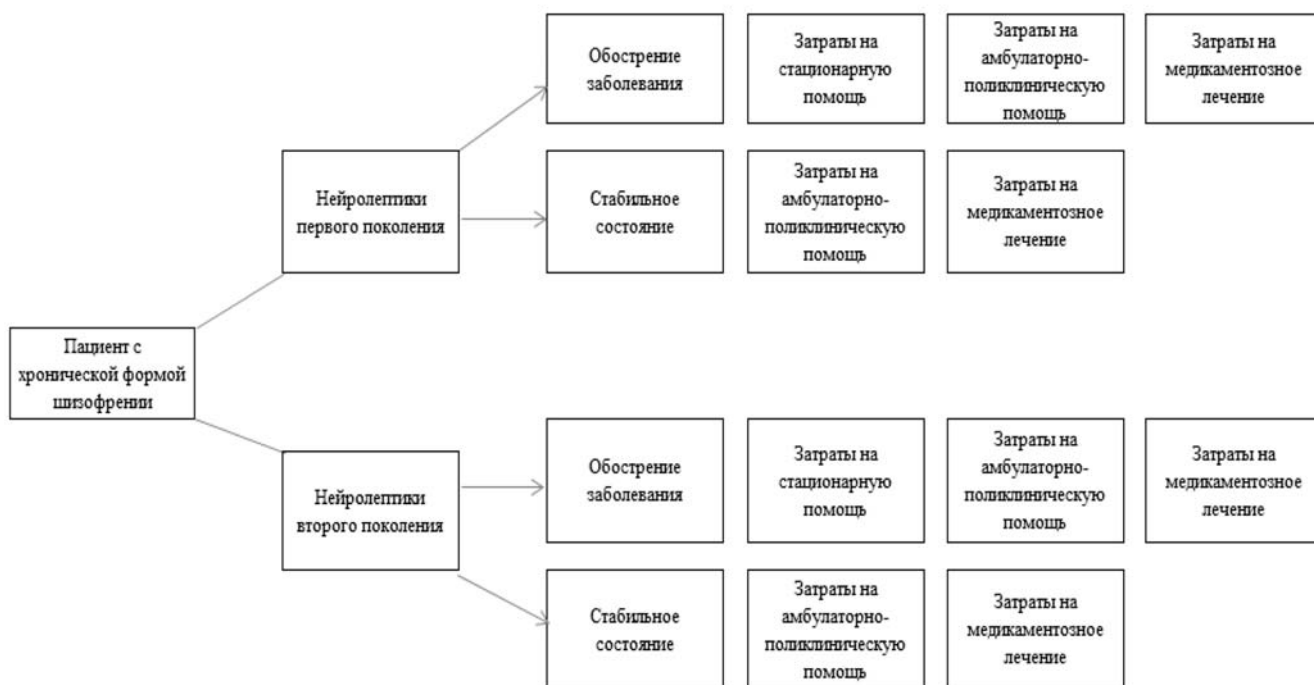 Обострение
заболевания
Затраты на
стационарную
помощь
Затраты на
амбулаторно-
поликлиническую
помощь
Затраты на
медикаментозное
лечение
Нейролептики
первого поколения
Стабильное
состояние
Затраты на
амбулаторно-
поликлиническую
помощь
Затраты на
медикаментозное
лечение
Пациент с
хронической формой
шизофрении
Нейролептики
второго поколения
Обострение
заболевания
Затраты на
стационарную
помощь
Затраты на
амбулаторно-
поликлиническую
помощь
Затраты на
медикаментозное
лечение
Стабильное
состояние
Затраты на
амбулаторно-
поликлиническую
помощь
Затраты на
медикаментозное
лечение